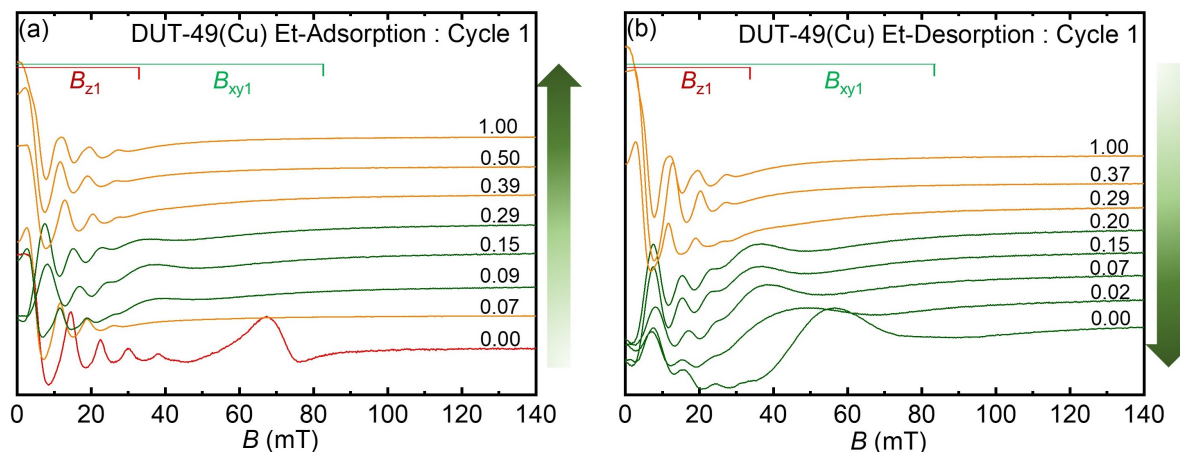 (a) DUT-49(Cu) Et-Adsorption : Cycle 1
Bz1
Bxy1
1.00
0.50
0.39
0.29
0.15
0.09
0.07
0.00
0 20 40 60 80 100 120 140
B (mT)
(b) DUT-49(Cu) Et-Desorption : Cycle 1
Bz1
Bxy1
1.00
0.37
0.29
0.20
0.15
0.07
0.02
0.00
0 20 40 60 80 100 120 140
B (mT)